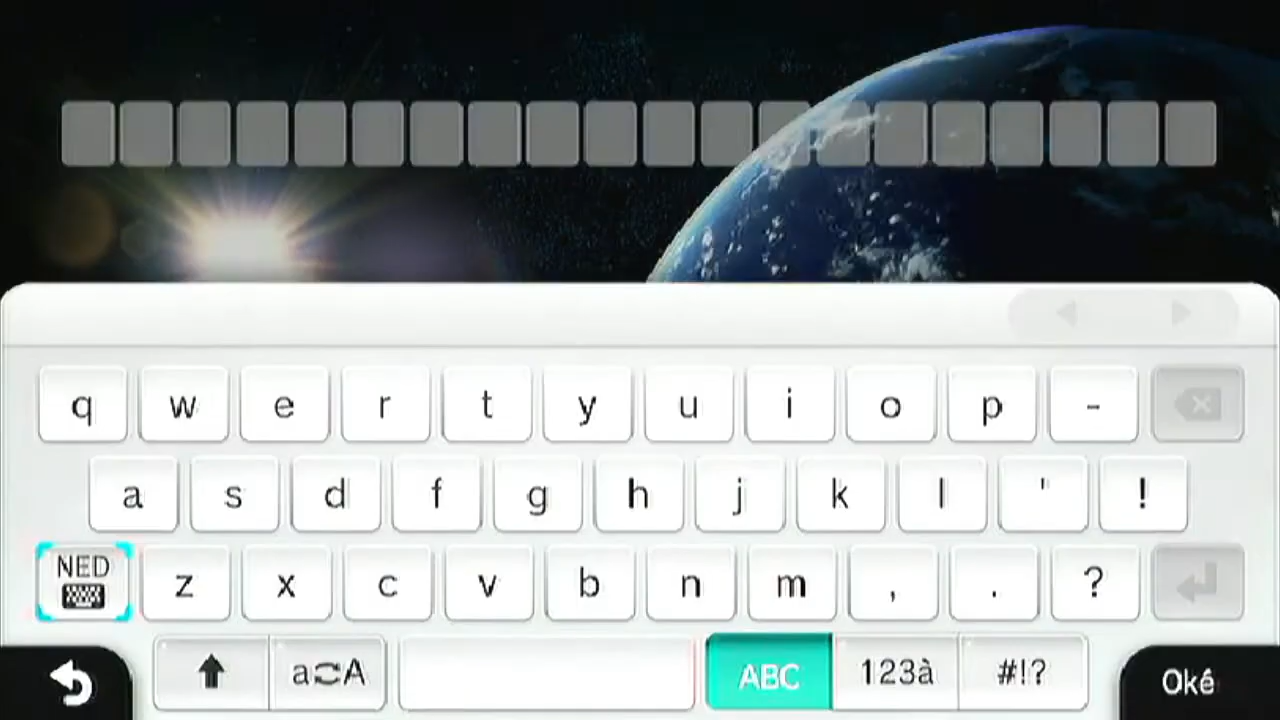 q w e r t y u i o p -
a s d f g h j k l ' !
NED z x c v b n m , . ?
a A ABC 123à #!? Oké